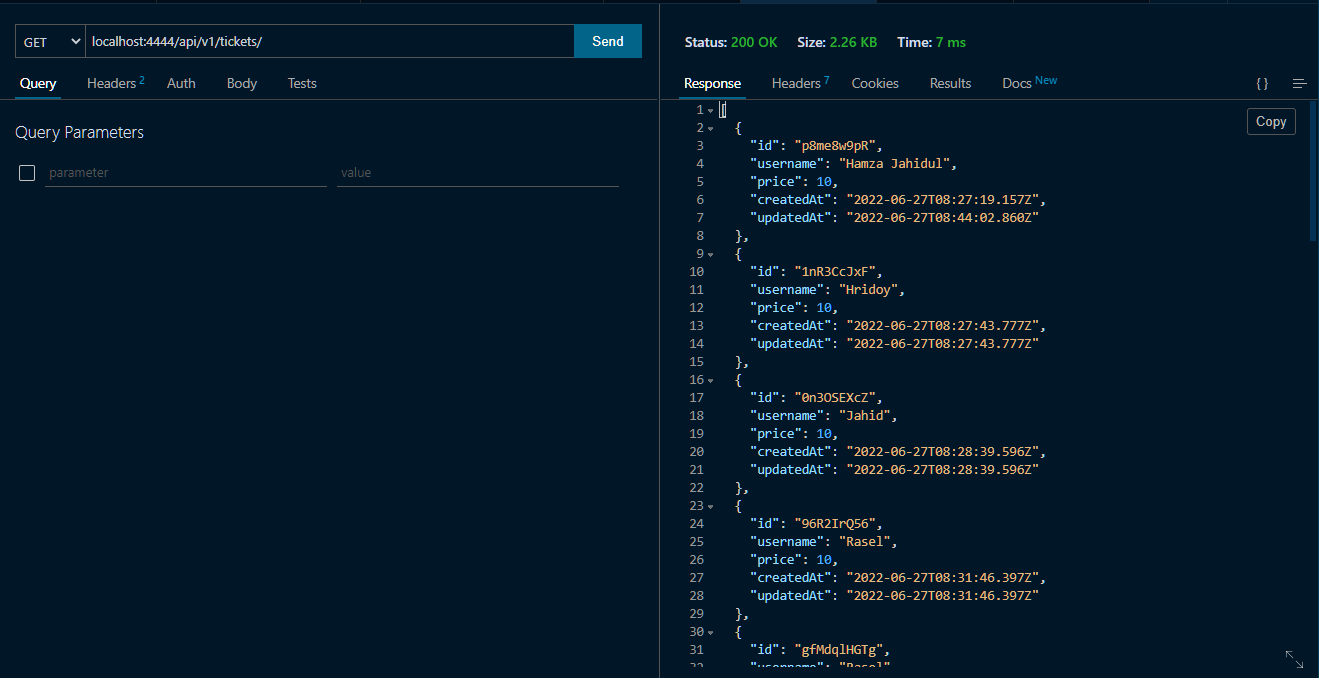 GET localhost:4444/api/v1/tickets/ Send
Query Headers 2 Auth Body Tests
Query Parameters
parameter value
Status: 200 OK Size: 2.26 KB Time: 7 ms
Response Headers 7 Cookies Results Docs New {}
Copy
1 [
2 {
3 "id": "p8me8w9pR",
4 "username": "Hamza Jahidul",
5 "price": 10,
6 "createdAt": "2022-06-27T08:27:19.157Z",
7 "updatedAt": "2022-06-27T08:44:02.860Z"
8 },
9 {
10 "id": "1nR3CcJxF",
11 "username": "Hridoy",
12 "price": 10,
13 "createdAt": "2022-06-27T08:27:43.777Z",
14 "updatedAt": "2022-06-27T08:27:43.777Z"
15 },
16 {
17 "id": "0n3OSEXcZ",
18 "username": "Jahid",
19 "price": 10,
20 "createdAt": "2022-06-27T08:28:39.596Z",
21 "updatedAt": "2022-06-27T08:28:39.596Z"
22 },
23 {
24 "id": "96R2IrQ56",
25 "username": "Rasel",
26 "price": 10,
27 "createdAt": "2022-06-27T08:31:46.397Z",
28 "updatedAt": "2022-06-27T08:31:46.397Z"
29 },
30 {
31 "id": "gfMdqlHGTg",
32 "username": "Rasel"